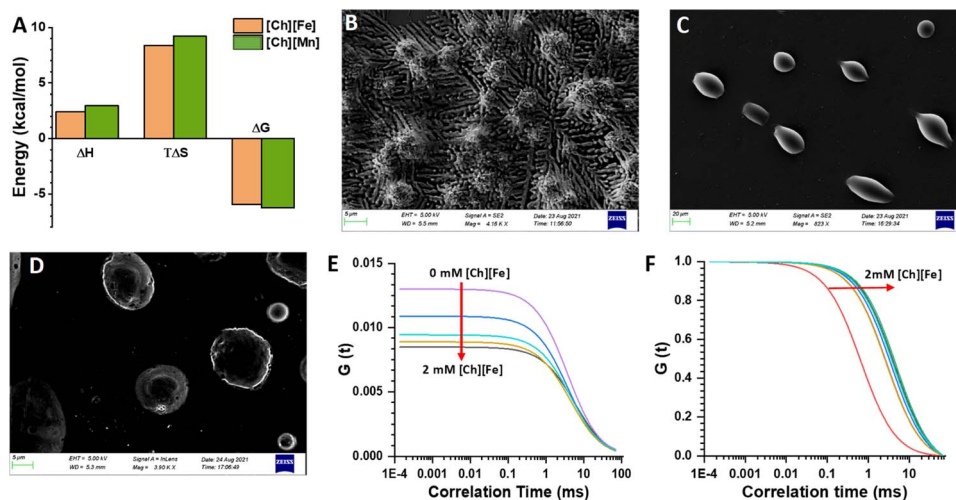 A
[Ch][Fe]
[Ch][Mn]
10
5
0
-5
Energy (kcal/mol)
ΔH
TΔS
ΔG
B
5 µm
EHT = 5.00 kV
Signal A = SE2
Date: 23 Aug 2021
WD = 5.5 mm
Mag = 4.16 K X
Time: 11:56:50
ZEISS
C
20 µm
EHT = 5.00 kV
Signal A = SE2
Date: 23 Aug 2021
WD = 5.2 mm
Mag = 823 X
Time: 16:29:34
ZEISS
D
5 µm
EHT = 5.00 kV
Signal A = InLens
Date: 24 Aug 2021
WD = 5.3 mm
Mag = 3.90 K X
Time: 17:06:49
ZEISS
E
0.015
0.010
0.005
0.000
G (t)
0 mM [Ch][Fe]
2 mM [Ch][Fe]
1E-4 0.001 0.01 0.1 1 10 100
Correlation Time (ms)
F
1.0
0.8
0.6
0.4
0.2
0.0
G (t)
2mM [Ch][Fe]
1E-4 0.001 0.01 0.1 1 10
Correlation time (ms)